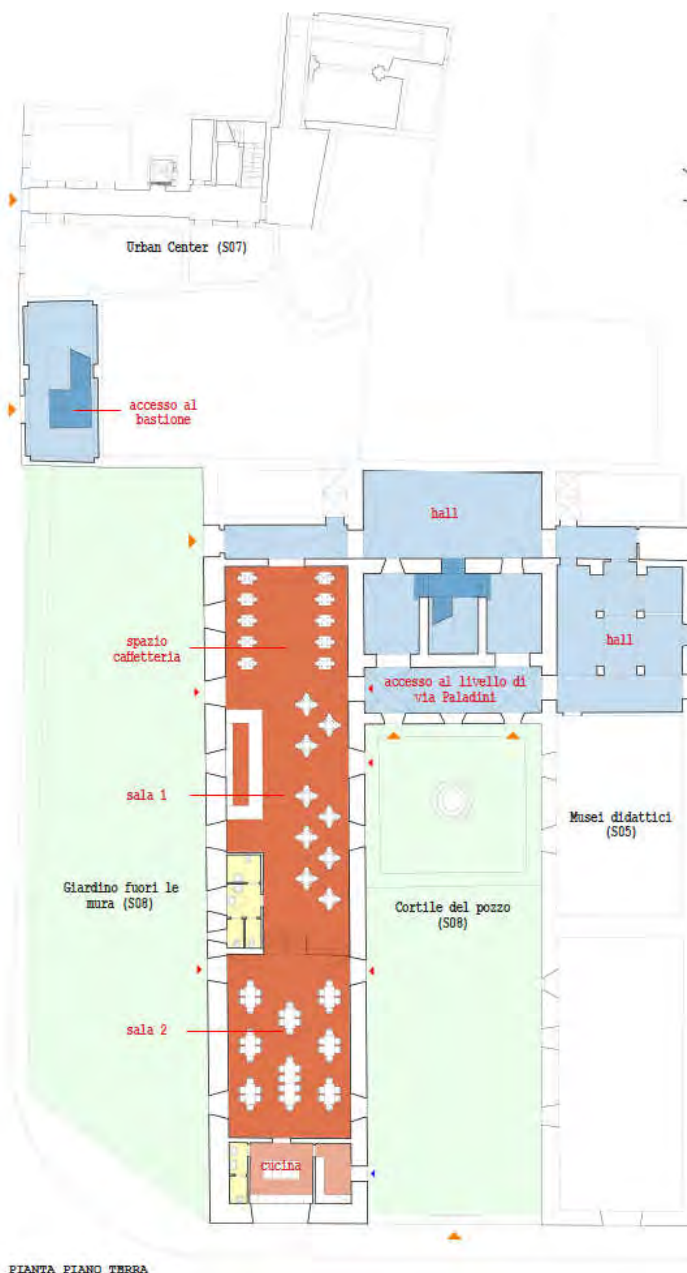 Urban Center (S07)
accesso al
bastione
hall
spazio
caffetteria
hall
accesso al livello di
via Paladini
sala 1
Musei didattici
(S05)
Giardino fuori le
mura (S08)
Cortile del pozzo
(S08)
sala 2
cucina
PIANTA PIANO TERRA